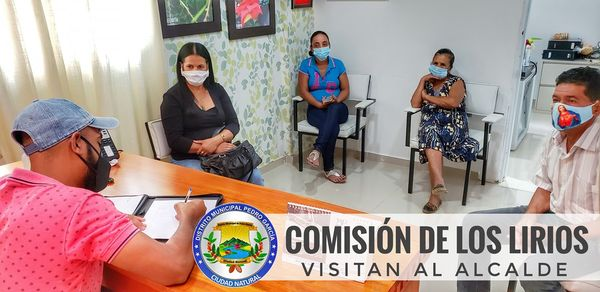 DISTRITO MUNICIPAL PEDRO GARCÍA
CIUDAD NATURAL
COMISIÓN DE LOS LIRIOS
VISITAN AL ALCALDE